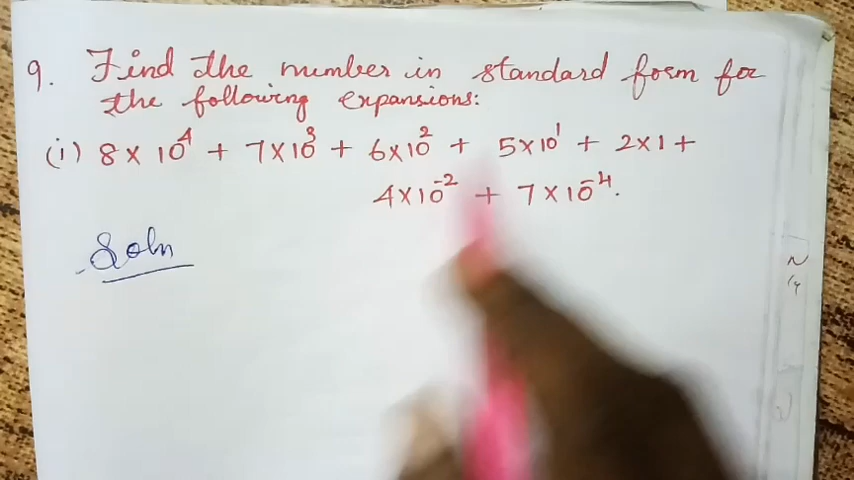 9. Find the number in standard form for
the following expansions:
(i) 8 × 10⁴ + 7×10³ + 6×10² + 5×10¹ + 2×1 +
4×10⁻² + 7×10⁻⁴.
Soln